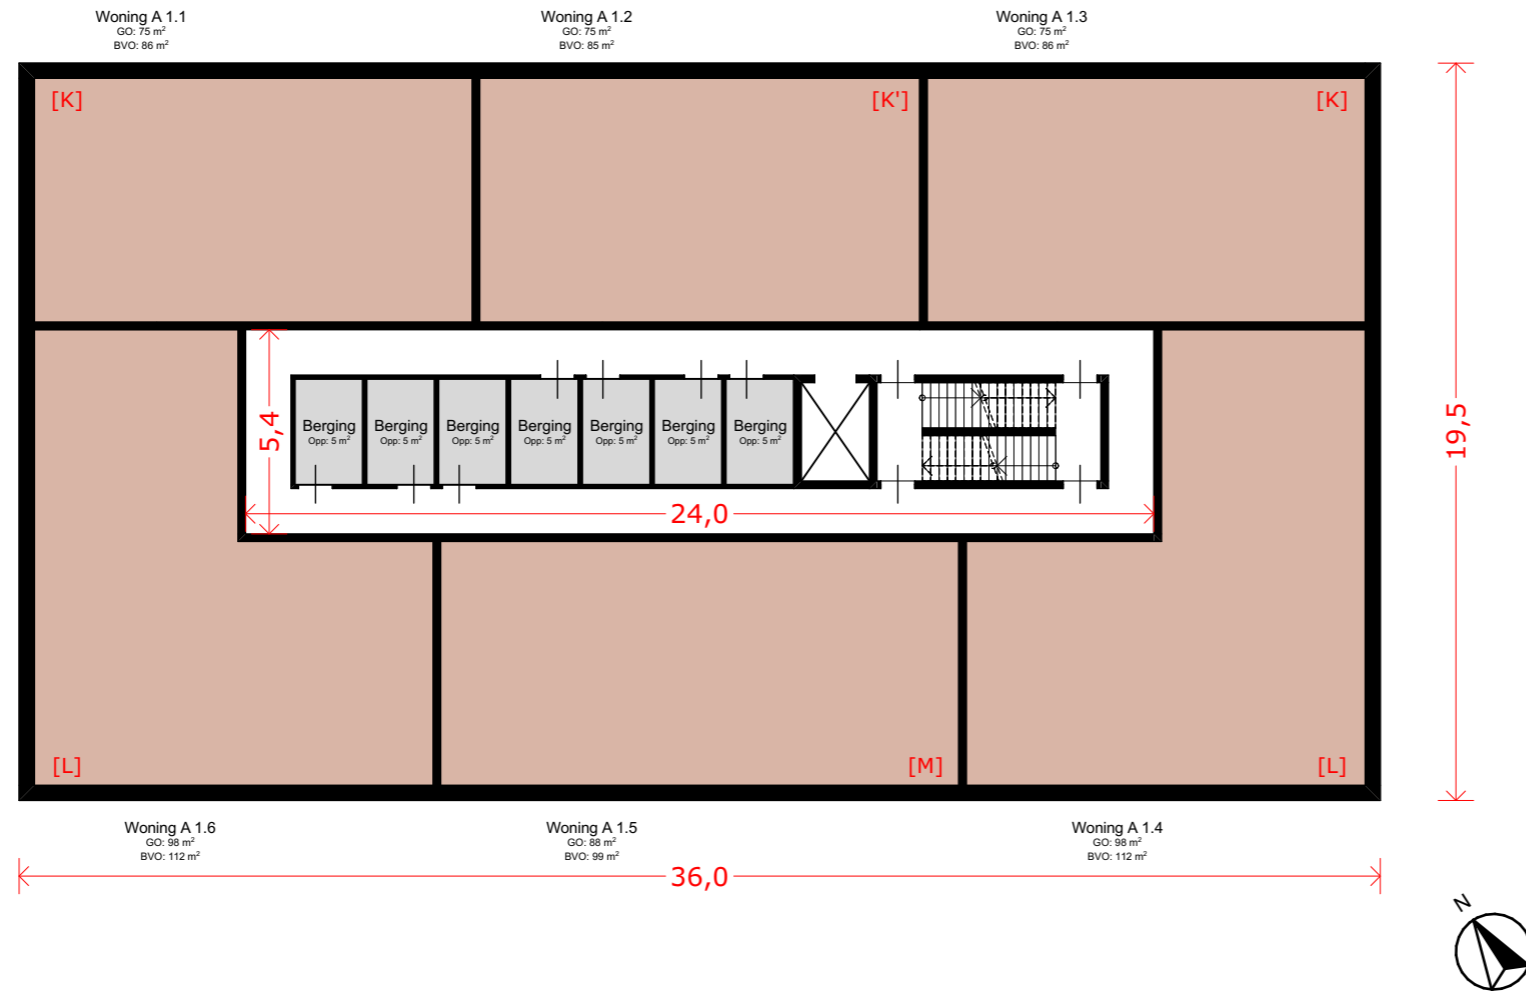 Woning A 1.1
GO: 75 m²
BVO: 86 m²
Woning A 1.2
GO: 75 m²
BVO: 85 m²
Woning A 1.3
GO: 75 m²
BVO: 86 m²
[K]
[K']
[K]
5,4
Berging
Opp: 5 m²
Berging
Opp: 5 m²
Berging
Opp: 5 m²
Berging
Opp: 5 m²
Berging
Opp: 5 m²
Berging
Opp: 5 m²
Berging
Opp: 5 m²
19,5
24,0
[L]
[M]
[L]
Woning A 1.6
GO: 98 m²
BVO: 112 m²
Woning A 1.5
GO: 88 m²
BVO: 99 m²
Woning A 1.4
GO: 98 m²
BVO: 112 m²
36,0
N